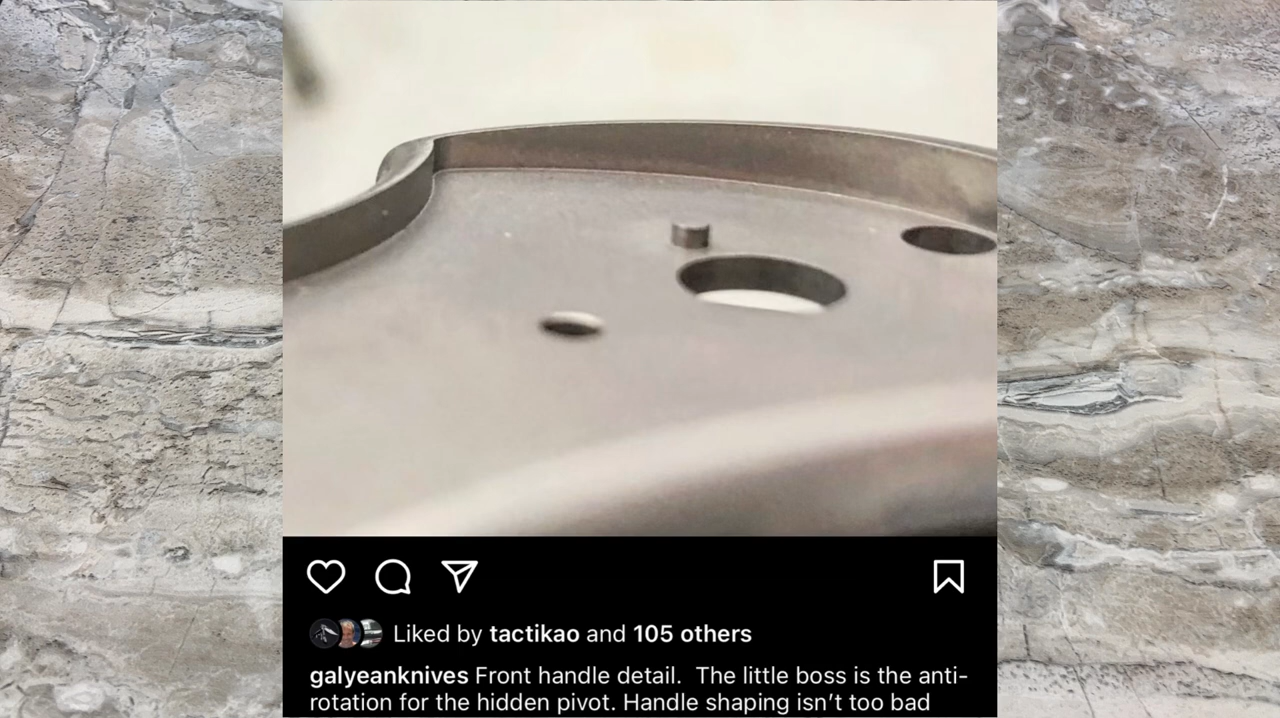 Liked by tactikao and 105 others
galyeanknives Front handle detail.  The little boss is the anti-
rotation for the hidden pivot. Handle shaping isn’t too bad